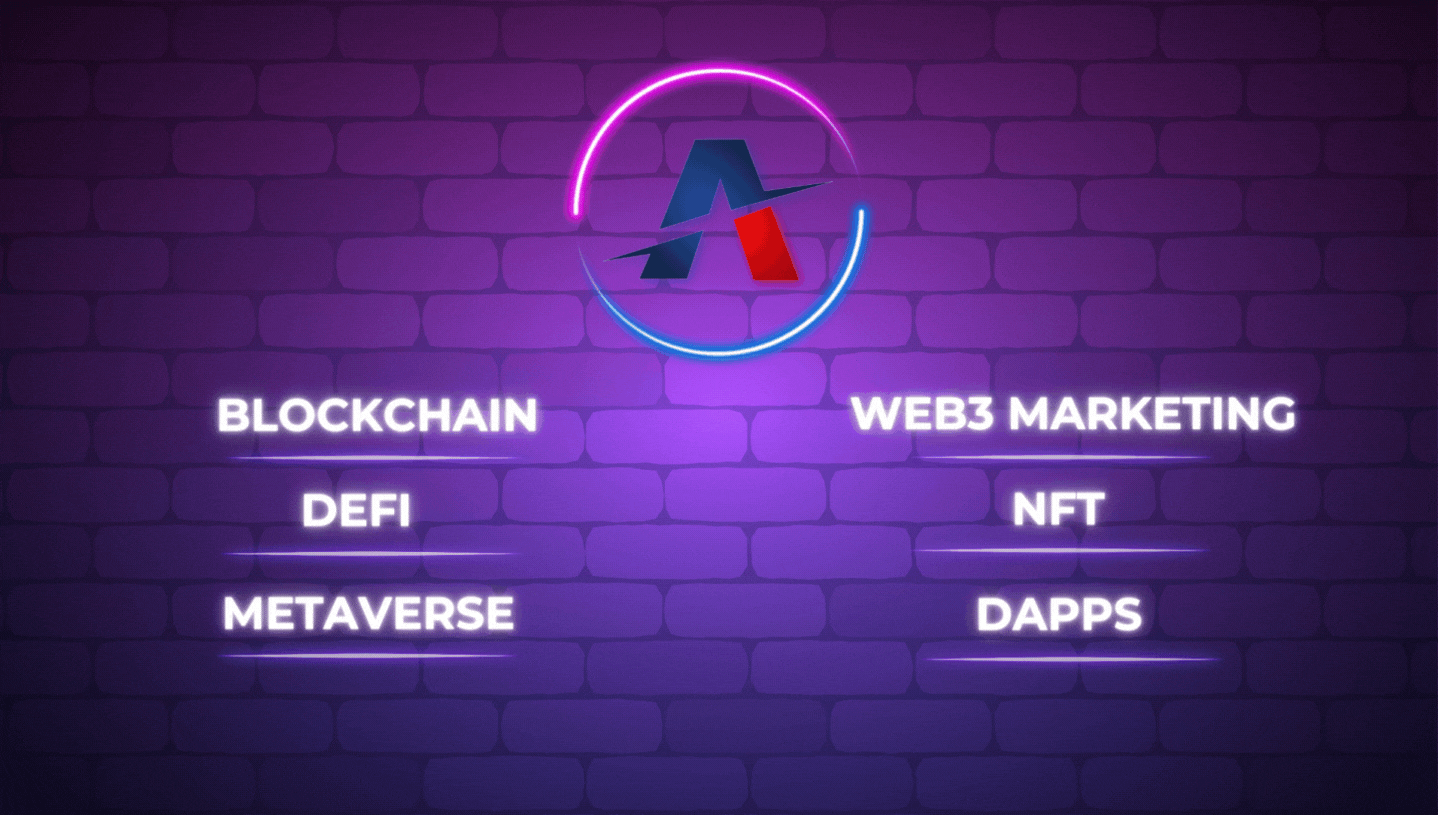 A
BLOCKCHAIN
WEB3 MARKETING
DEFI
NFT
METAVERSE
DAPPS